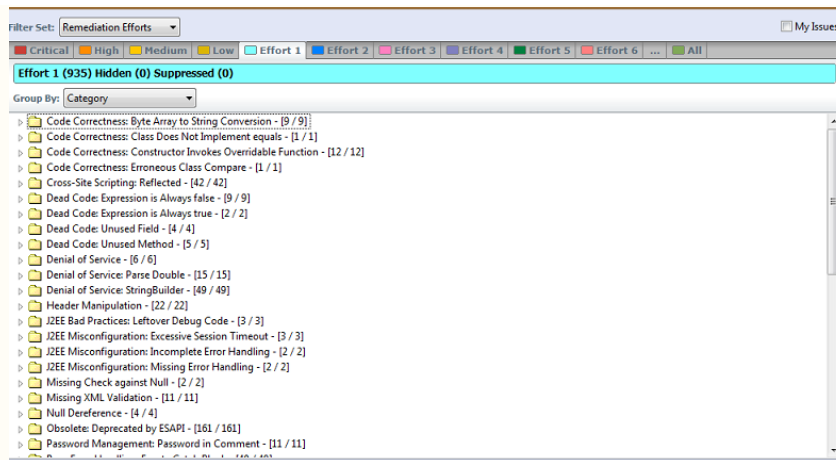 Filter Set: Remediation Efforts My Issues
Critical High Medium Low Effort 1 Effort 2 Effort 3 Effort 4 Effort 5 Effort 6 ... All
Effort 1 (935) Hidden (0) Suppressed (0)
Group By: Category
Code Correctness: Byte Array to String Conversion - [9 / 9]
Code Correctness: Class Does Not Implement equals - [1 / 1]
Code Correctness: Constructor Invokes Overridable Function - [12 / 12]
Code Correctness: Erroneous Class Compare - [1 / 1]
Cross-Site Scripting: Reflected - [42 / 42]
Dead Code: Expression is Always false - [9 / 9]
Dead Code: Expression is Always true - [2 / 2]
Dead Code: Unused Field - [4 / 4]
Dead Code: Unused Method - [5 / 5]
Denial of Service - [6 / 6]
Denial of Service: Parse Double - [15 / 15]
Denial of Service: StringBuilder - [49 / 49]
Header Manipulation - [22 / 22]
J2EE Bad Practices: Leftover Debug Code - [3 / 3]
J2EE Misconfiguration: Excessive Session Timeout - [3 / 3]
J2EE Misconfiguration: Incomplete Error Handling - [2 / 2]
J2EE Misconfiguration: Missing Error Handling - [2 / 2]
Missing Check against Null - [2 / 2]
Missing XML Validation - [11 / 11]
Null Dereference - [4 / 4]
Obsolete: Deprecated by ESAPI - [161 / 161]
Password Management: Password in Comment - [11 / 11]